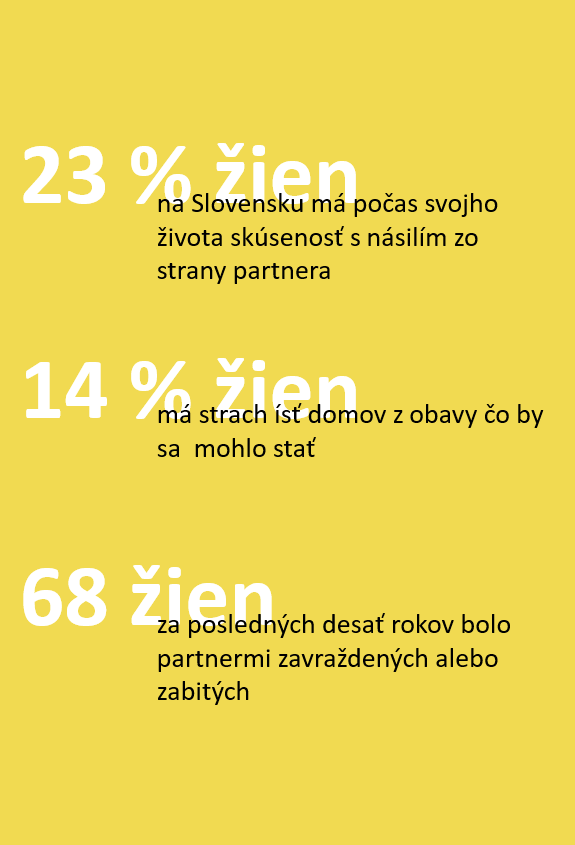 23 % žien
na Slovensku má počas svojho
života skúsenosť s násilím zo
strany partnera
14 % žien
má strach ísť domov z obavy čo by
sa  mohlo stať
68 žien
za posledných desať rokov bolo
partnermi zavraždených alebo
zabitých